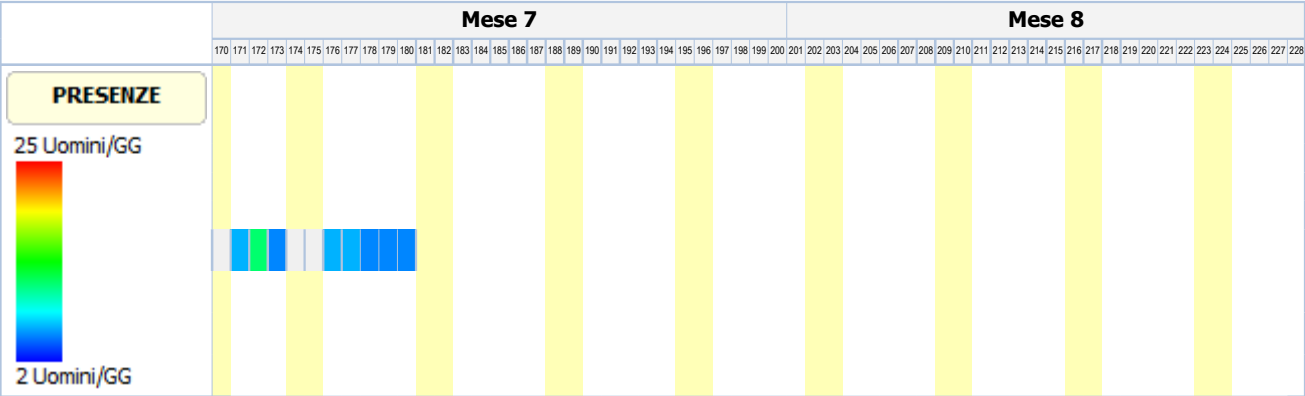 Mese 7 Mese 8
170 171 172 173 174 175 176 177 178 179 180 181 182 183 184 185 186 187 188 189 190 191 192 193 194 195 196 197 198 199 200 201 202 203 204 205 206 207 208 209 210 211 212 213 214 215 216 217 218 219 220 221 222 223 224 225 226 227 228
PRESENZE
25 Uomini/GG
2 Uomini/GG